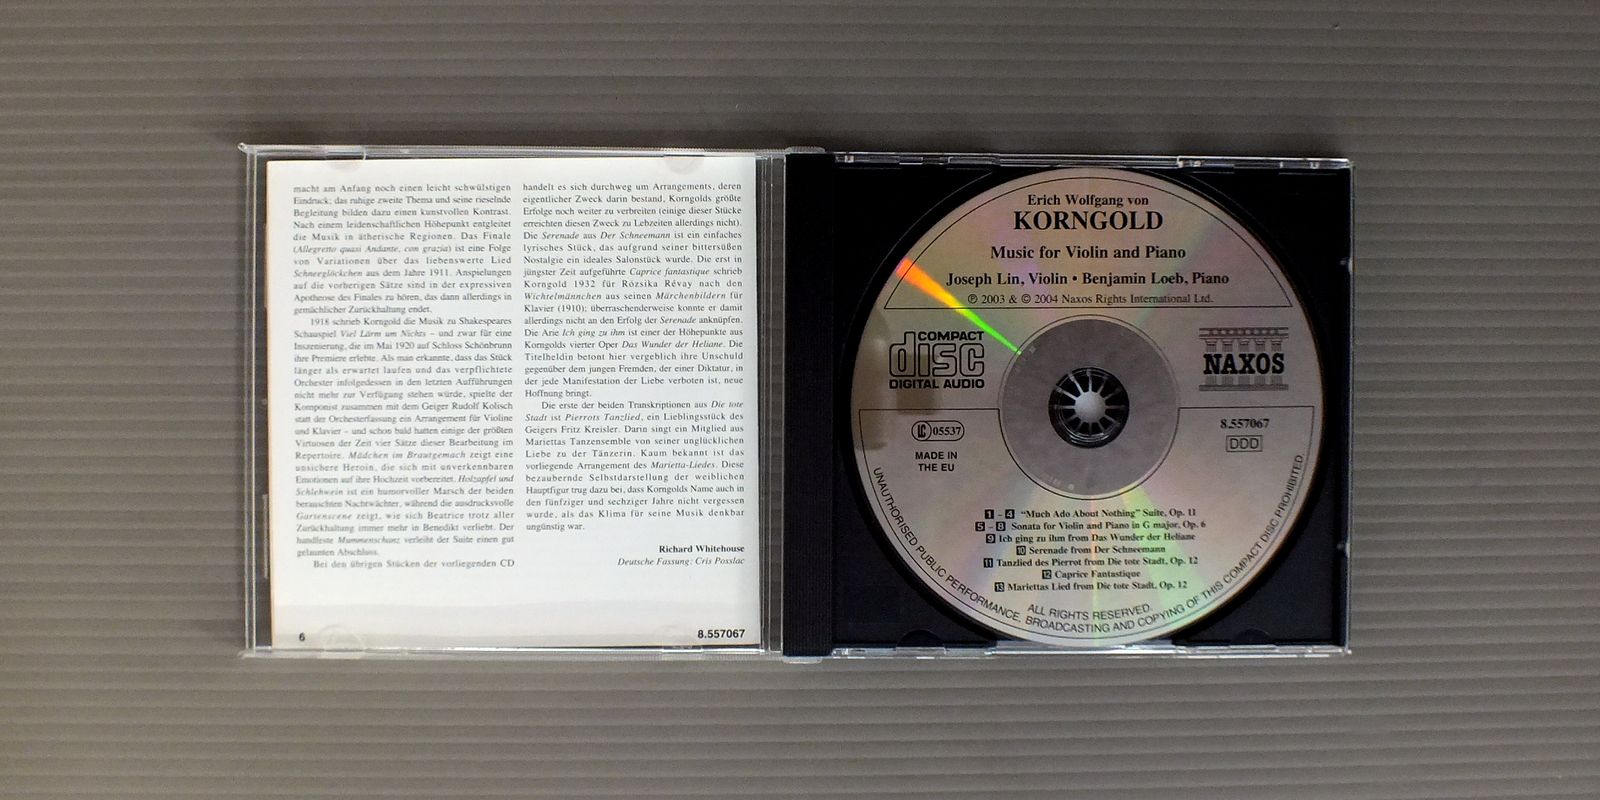 macht am Anfang noch einen leicht schwülstigen
Eindruck; das ruhige zweite Thema und seine rieselnde
Begleitung bilden dazu einen kunstvollen Kontrast.
Nach einem leidenschaftlichen Höhepunkt entgleitet
die Musik in ätherische Regionen. Das Finale
(Allegretto quasi Andante, con grazia) ist eine Folge
von Variationen über das liebenswerte Lied
Schneeglöckchen aus dem Jahre 1911. Anspielungen
auf die vorherigen Sätze sind in der expressiven
Apotheose des Finales zu hören, das dann allerdings in
gemächlicher Zurückhaltung endet.
1918 schrieb Korngold die Musik zu Shakespeares
Schauspiel Viel Lärm um Nichts – und zwar für eine
Inszenierung, die im Mai 1920 auf Schloss Schönbrunn
ihre Premiere erlebte. Als man erkannte, dass das Stück
länger als erwartet laufen und das verpflichtete
Orchester infolgedessen in den letzten Aufführungen
nicht mehr zur Verfügung stehen würde, spielte der
Komponist zusammen mit dem Geiger Rudolf Kolisch
statt der Orchesterfassung ein Arrangement für Violine
und Klavier – und schon bald hatten einige der größten
Virtuosen der Zeit vier Sätze dieser Bearbeitung im
Repertoire. Mädchen im Brautgemach zeigt eine
unsichere Heroin, die sich mit unverkennbaren
Emotionen auf ihre Hochzeit vorbereitet. Holzapfel und
Schlehwein ist ein humorvoller Marsch der beiden
berauschten Nachtwächter, während die ausdrucksvolle
Gartenscene zeigt, wie sich Beatrice trotz aller
Zurückhaltung immer mehr in Benedikt verliebt. Der
handfeste Mummenschanz verleiht der Suite einen gut
gelaunten Abschluss.
Bei den übrigen Stücken der vorliegenden CD
handelt es sich durchweg um Arrangements, deren
eigentlicher Zweck darin bestand, Korngolds größte
Erfolge noch weiter zu verbreiten (einige dieser Stücke
erreichten diesen Zweck zu Lebzeiten allerdings nicht).
Die Serenade aus Der Schneemann ist ein einfaches
lyrisches Stück, das aufgrund seiner bittersüßen
Nostalgie ein ideales Salonstück wurde. Die erst in
jüngster Zeit aufgeführte Caprice fantastique schrieb
Korngold 1932 für Rózsika Révay nach den
Wichtelmännchen aus seinen Märchenbildern für
Klavier (1910); überraschenderweise konnte er damit
allerdings nicht an den Erfolg der Serenade anknüpfen.
Die Arie Ich ging zu ihm ist einer der Höhepunkte aus
Korngolds vierter Oper Das Wunder der Heliane. Die
Titelheldin betont hier vergeblich ihre Unschuld
gegenüber dem jungen Fremden, der einer Diktatur, in
der jede Manifestation der Liebe verboten ist, neue
Hoffnung bringt.
Die erste der beiden Transkriptionen aus Die tote
Stadt ist Pierrots Tanzlied, ein Lieblingsstück des
Geigers Fritz Kreisler. Darin singt ein Mitglied aus
Mariettas Tanzensemble von seiner unglücklichen
Liebe zu der Tänzerin. Kaum bekannt ist das
vorliegende Arrangement des Marietta-Liedes. Diese
bezaubernde Selbstdarstellung der weiblichen
Hauptfigur trug dazu bei, dass Korngolds Name auch in
den fünfziger und sechziger Jahre nicht vergessen
wurde, als das Klima für seine Musik denkbar
ungünstig war.
Richard Whitehouse
Deutsche Fassung: Cris Posslac
6
8.557067
Erich Wolfgang von
KORNGOLD
Music for Violin and Piano
Joseph Lin, Violin • Benjamin Loeb, Piano
℗ 2003 & © 2004 Naxos Rights International Ltd.
COMPACT
disc
DIGITAL AUDIO
NAXOS
LC 05537
MADE IN
THE EU
8.557067
DDD
1 – 4 “Much Ado About Nothing” Suite, Op. 11
5 – 8 Sonata for Violin and Piano in G major, Op. 6
9 Ich ging zu ihm from Das Wunder der Heliane
10 Serenade from Der Schneemann
11 Tanzlied des Pierrot from Die tote Stadt, Op. 12
12 Caprice Fantastique
13 Mariettas Lied from Die tote Stadt, Op. 12
ALL RIGHTS RESERVED.
UNAUTHORISED PUBLIC PERFORMANCE, BROADCASTING AND COPYING OF THIS COMPACT DISC PROHIBITED.